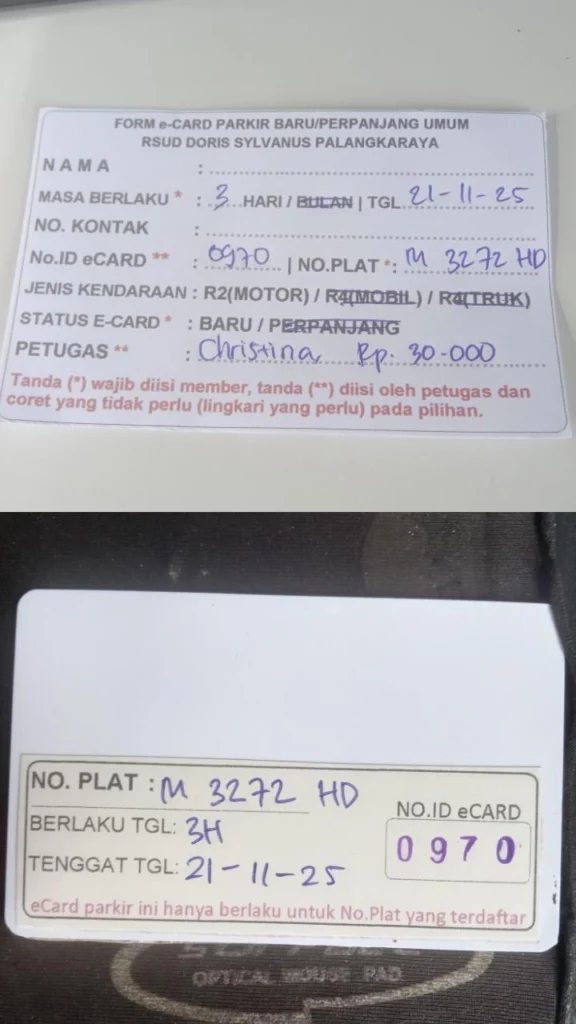 FORM e-CARD PARKIR BARU/PERPANJANG UMUM
RSUD DORIS SYLVANUS PALANGKARAYA
NAMA :
MASA BERLAKU * : 3 HARI / BULAN | TGL 21-11-25
NO. KONTAK :
No.ID eCARD ** : 0970 | NO.PLAT *: M 3272 HD
JENIS KENDARAAN : R2(MOTOR) / R4(MOBIL) / R4(TRUK)
STATUS E-CARD * : BARU / PERPANJANG
PETUGAS ** : Christina Rp. 30-000
Tanda (*) wajib diisi member, tanda (**) diisi oleh petugas dan
coret yang tidak perlu (lingkari yang perlu) pada pilihan.
NO. PLAT : M 3272 HD
BERLAKU TGL: 3H
TENGGAT TGL: 21-11-25
NO.ID eCARD
0970
eCard parkir ini hanya berlaku untuk No.Plat yang terdaftar
OPTICAL MOUSE PAD